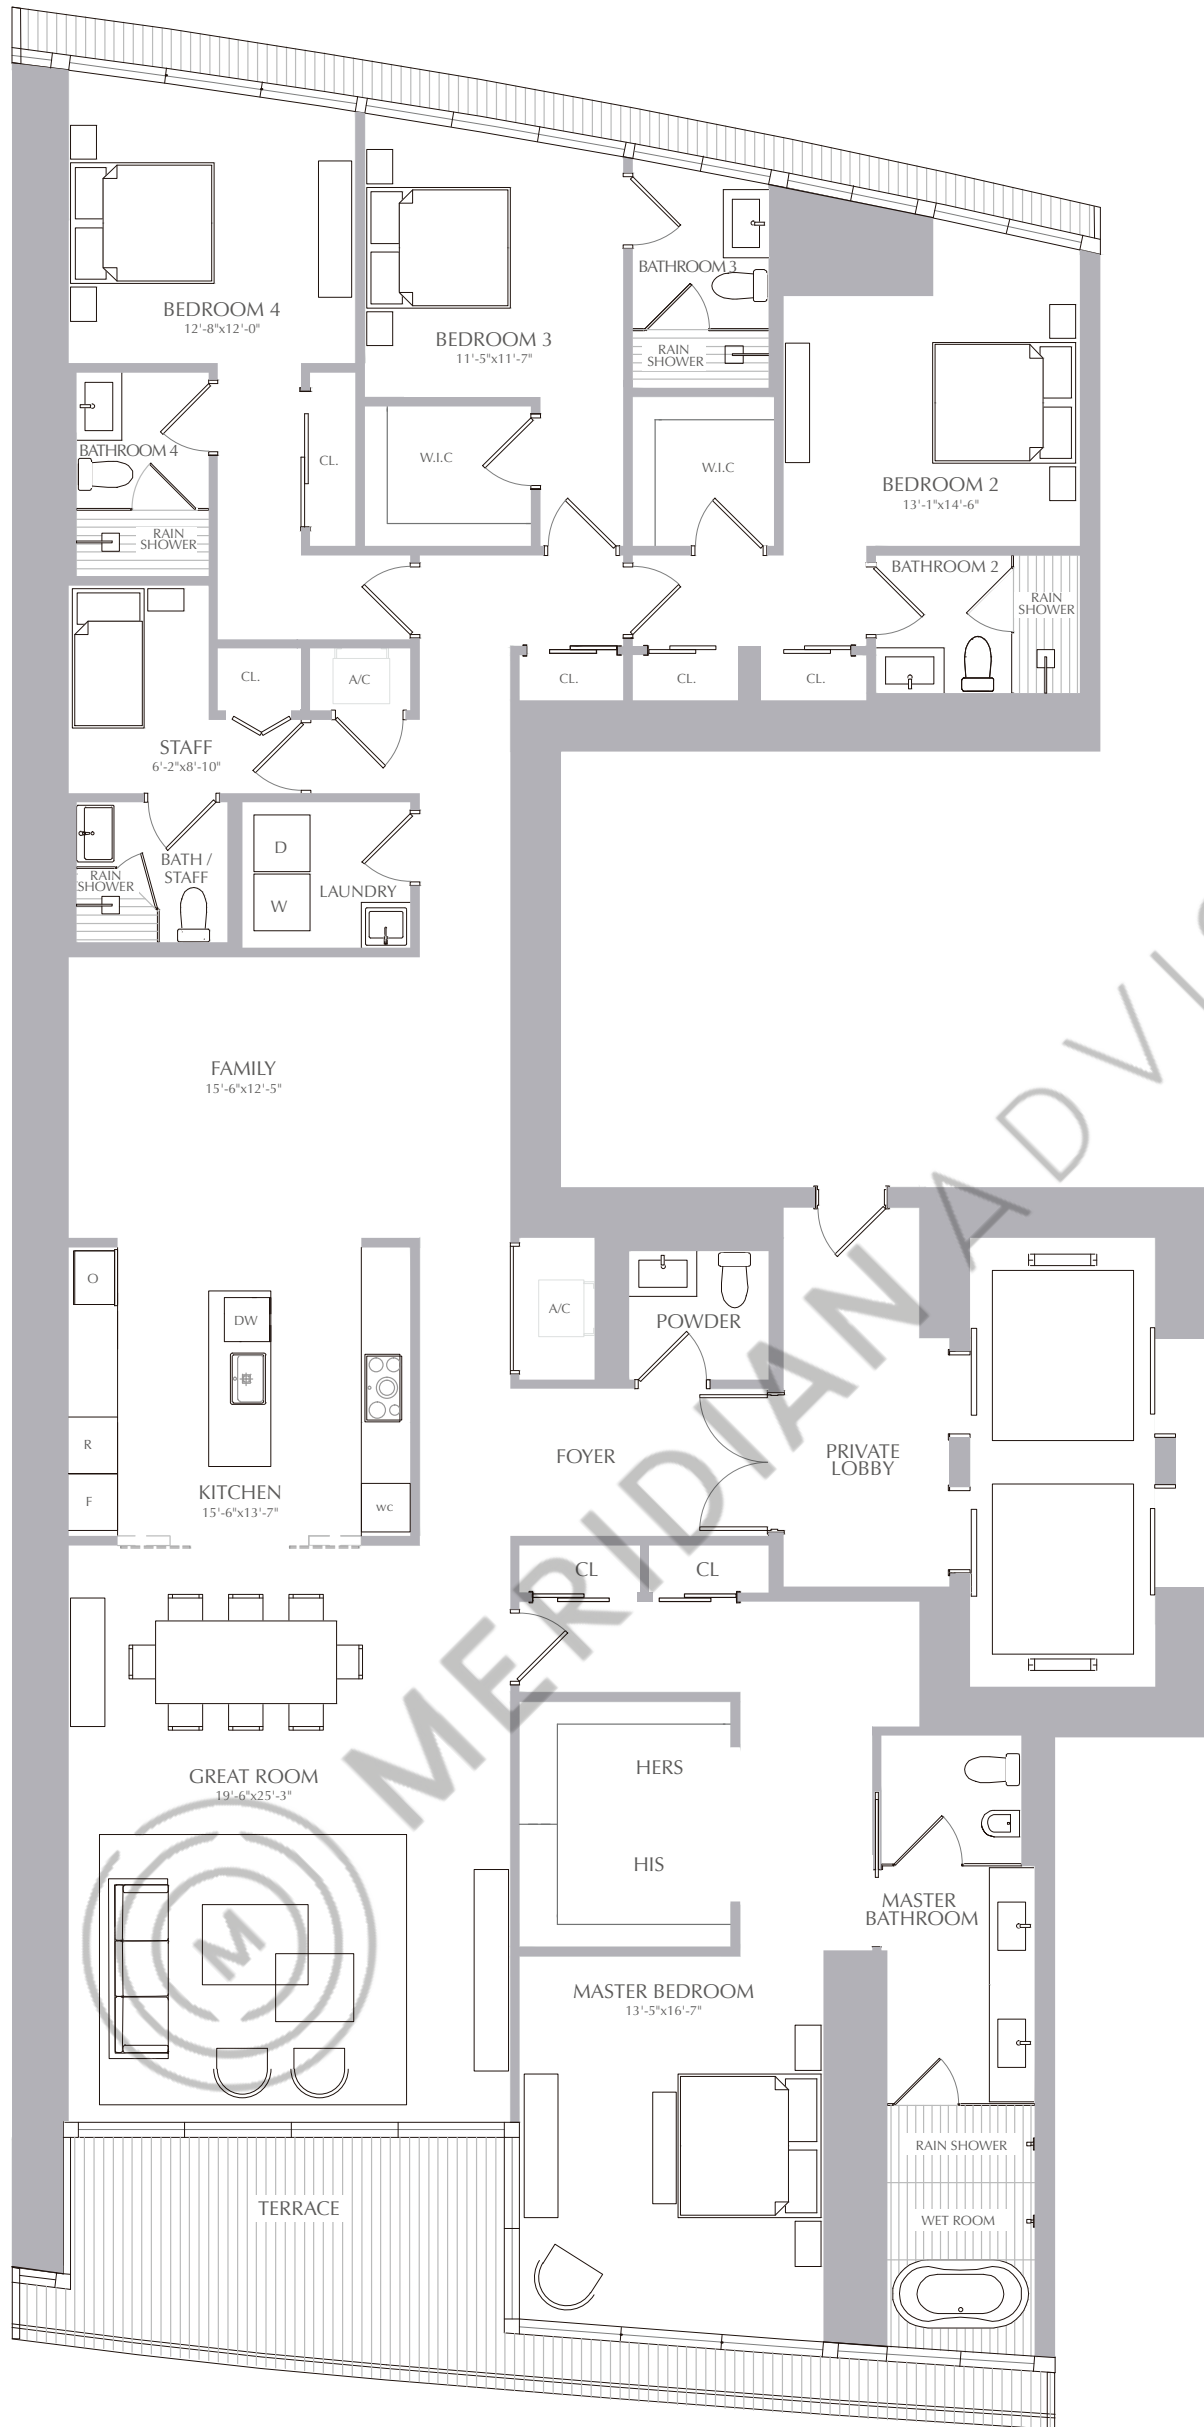 BEDROOM 4
12'-8"x12'-0"
BEDROOM 3
11'-5"x11'-7"
BATHROOM 3
RAIN
SHOWER
BATHROOM 4
RAIN
SHOWER
CL.
W.I.C
W.I.C
BEDROOM 2
13'-1"x14'-6"
BATHROOM 2
RAIN
SHOWER
CL.
A/C
CL.
CL.
CL.
STAFF
6'-2"x8'-10"
BATH /
STAFF
RAIN
SHOWER
D
W
LAUNDRY
FAMILY
15'-6"x12'-5"
O
DW
R
F
KITCHEN
15'-6"x13'-7"
wc
A/C
POWDER
FOYER
PRIVATE
LOBBY
CL
CL
GREAT ROOM
19'-6"x25'-3"
HERS
HIS
MASTER
BATHROOM
MASTER BEDROOM
13'-5"x16'-7"
RAIN SHOWER
WET ROOM
TERRACE
M
MERIDIAN